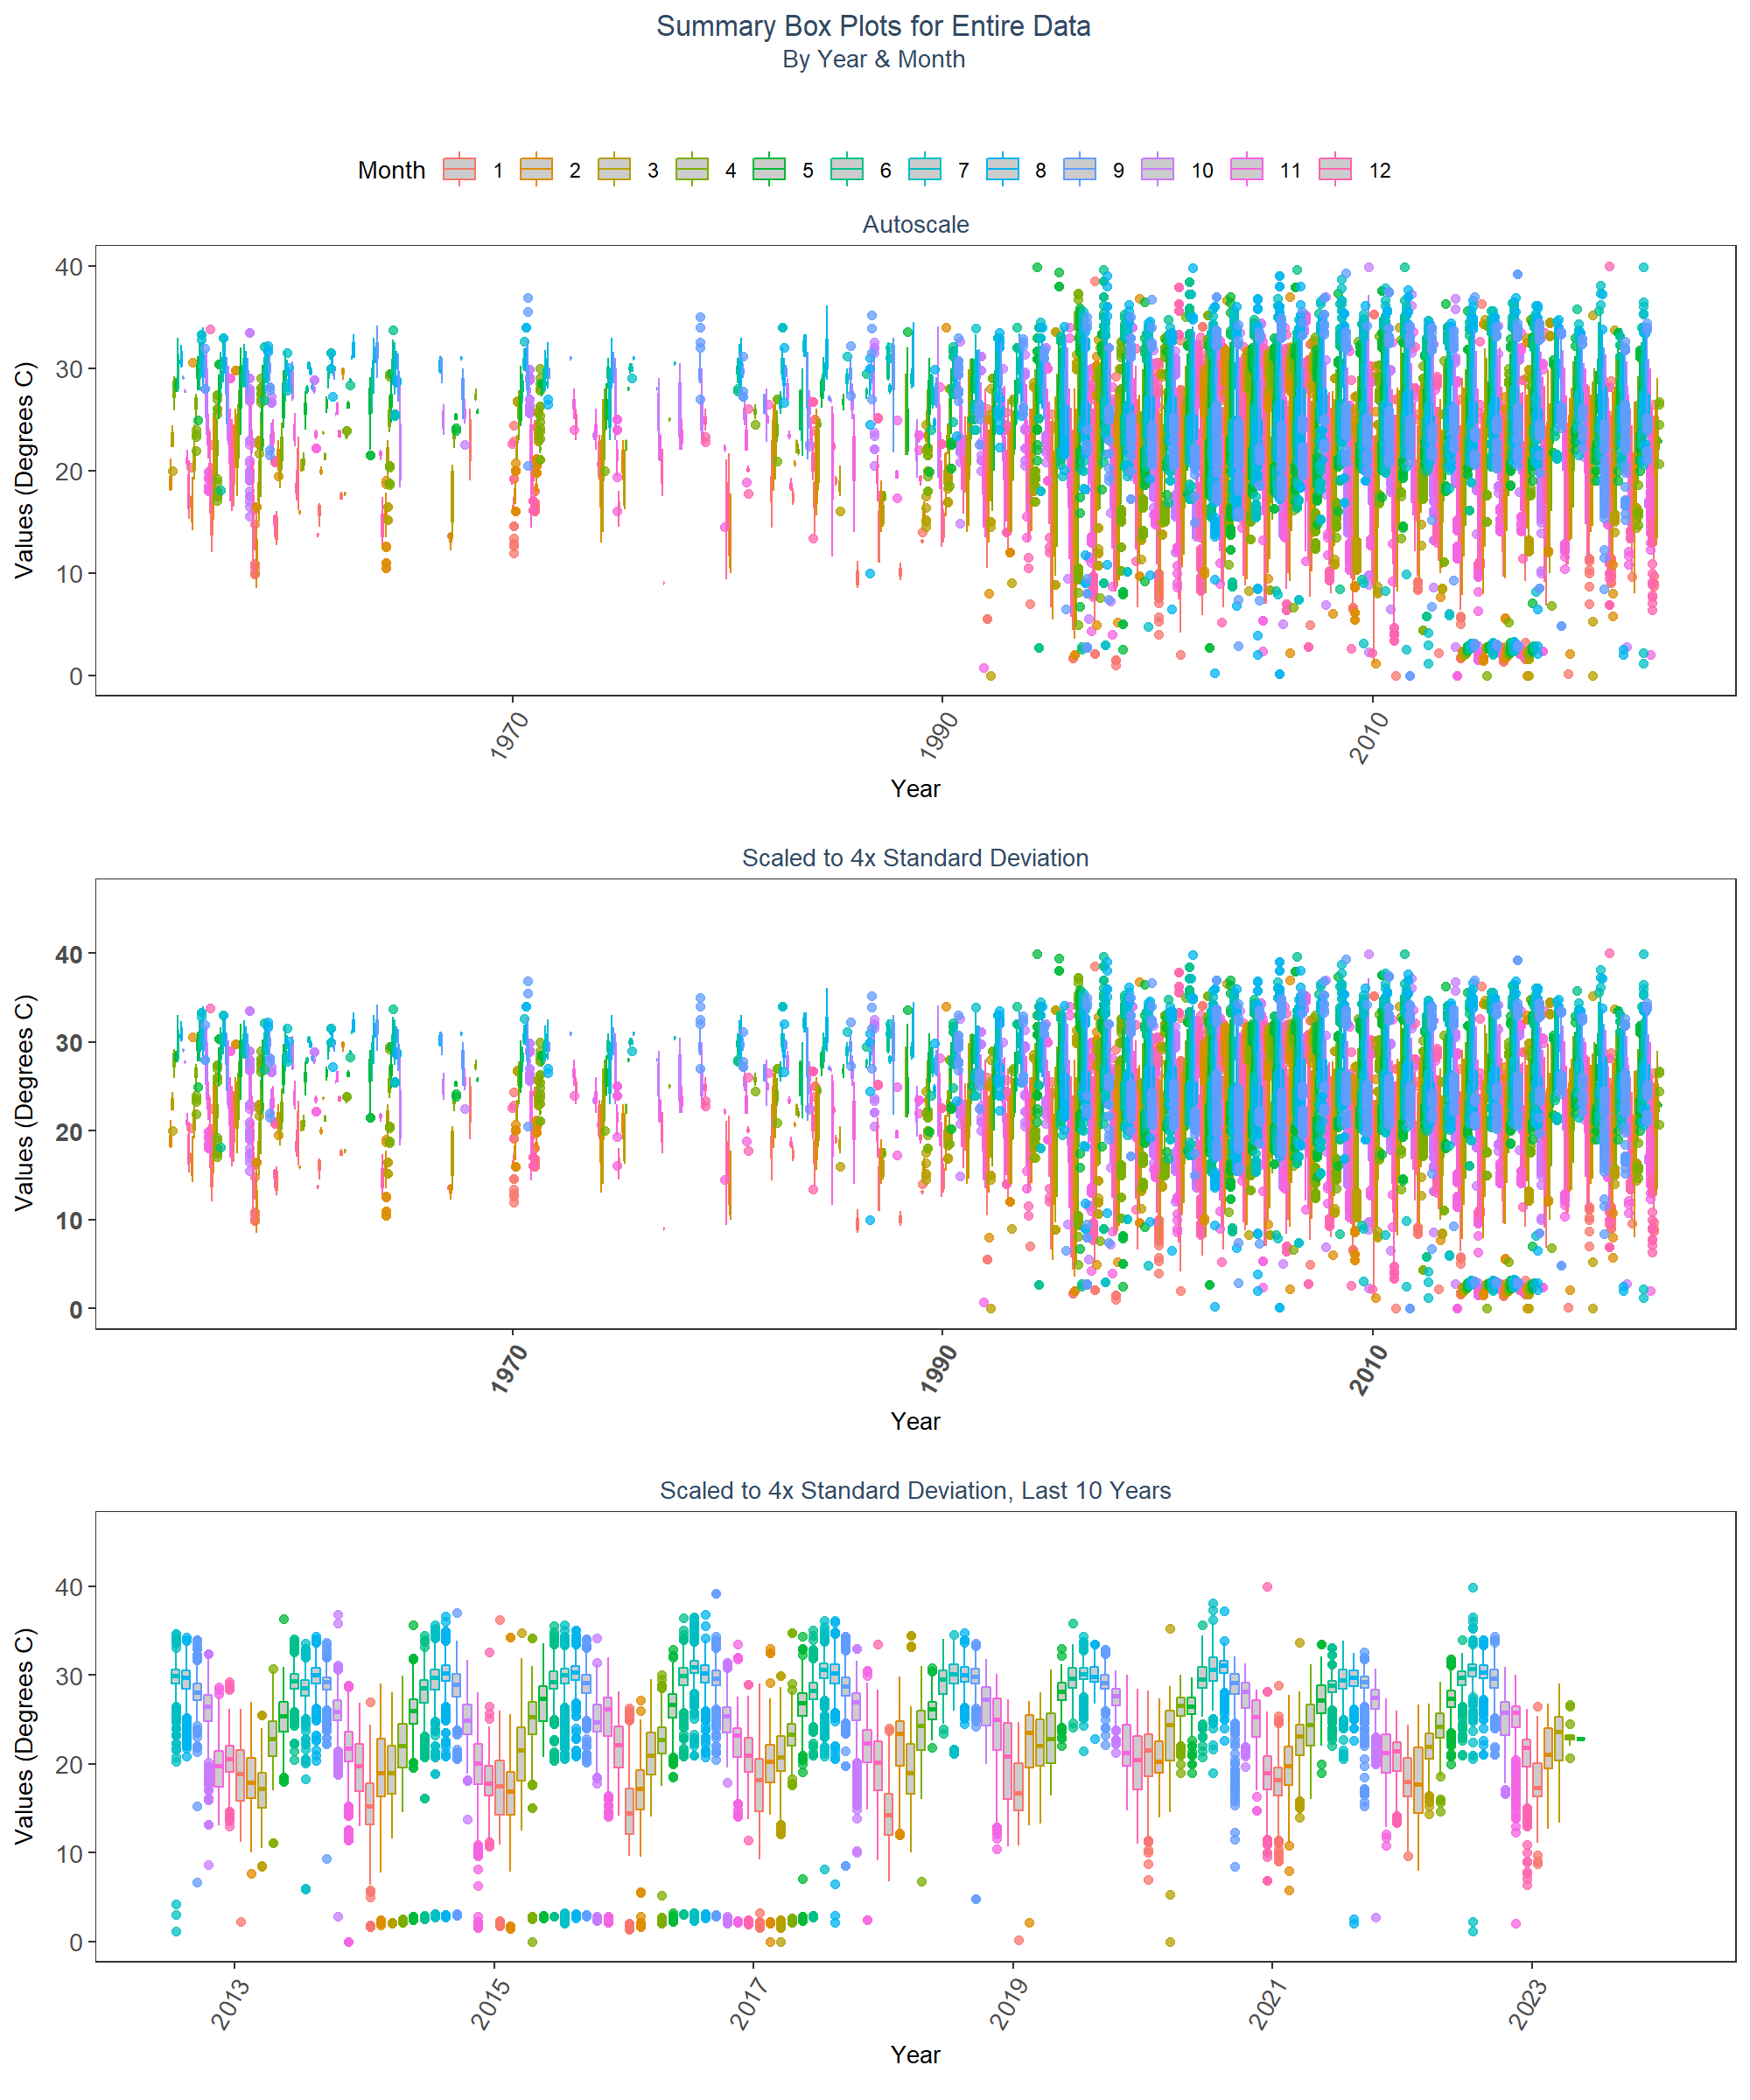 Summary Box Plots for Entire Data
By Year & Month
Month 1 2 3 4 5 6 7 8 9 10 11 12
Autoscale
Values (Degrees C)
40
30
20
10
0
1970 1990 2010
Year
Scaled to 4x Standard Deviation
Values (Degrees C)
40
30
20
10
0
1970 1990 2010
Year
Scaled to 4x Standard Deviation, Last 10 Years
Values (Degrees C)
40
30
20
10
0
2013 2015 2017 2019 2021 2023
Year